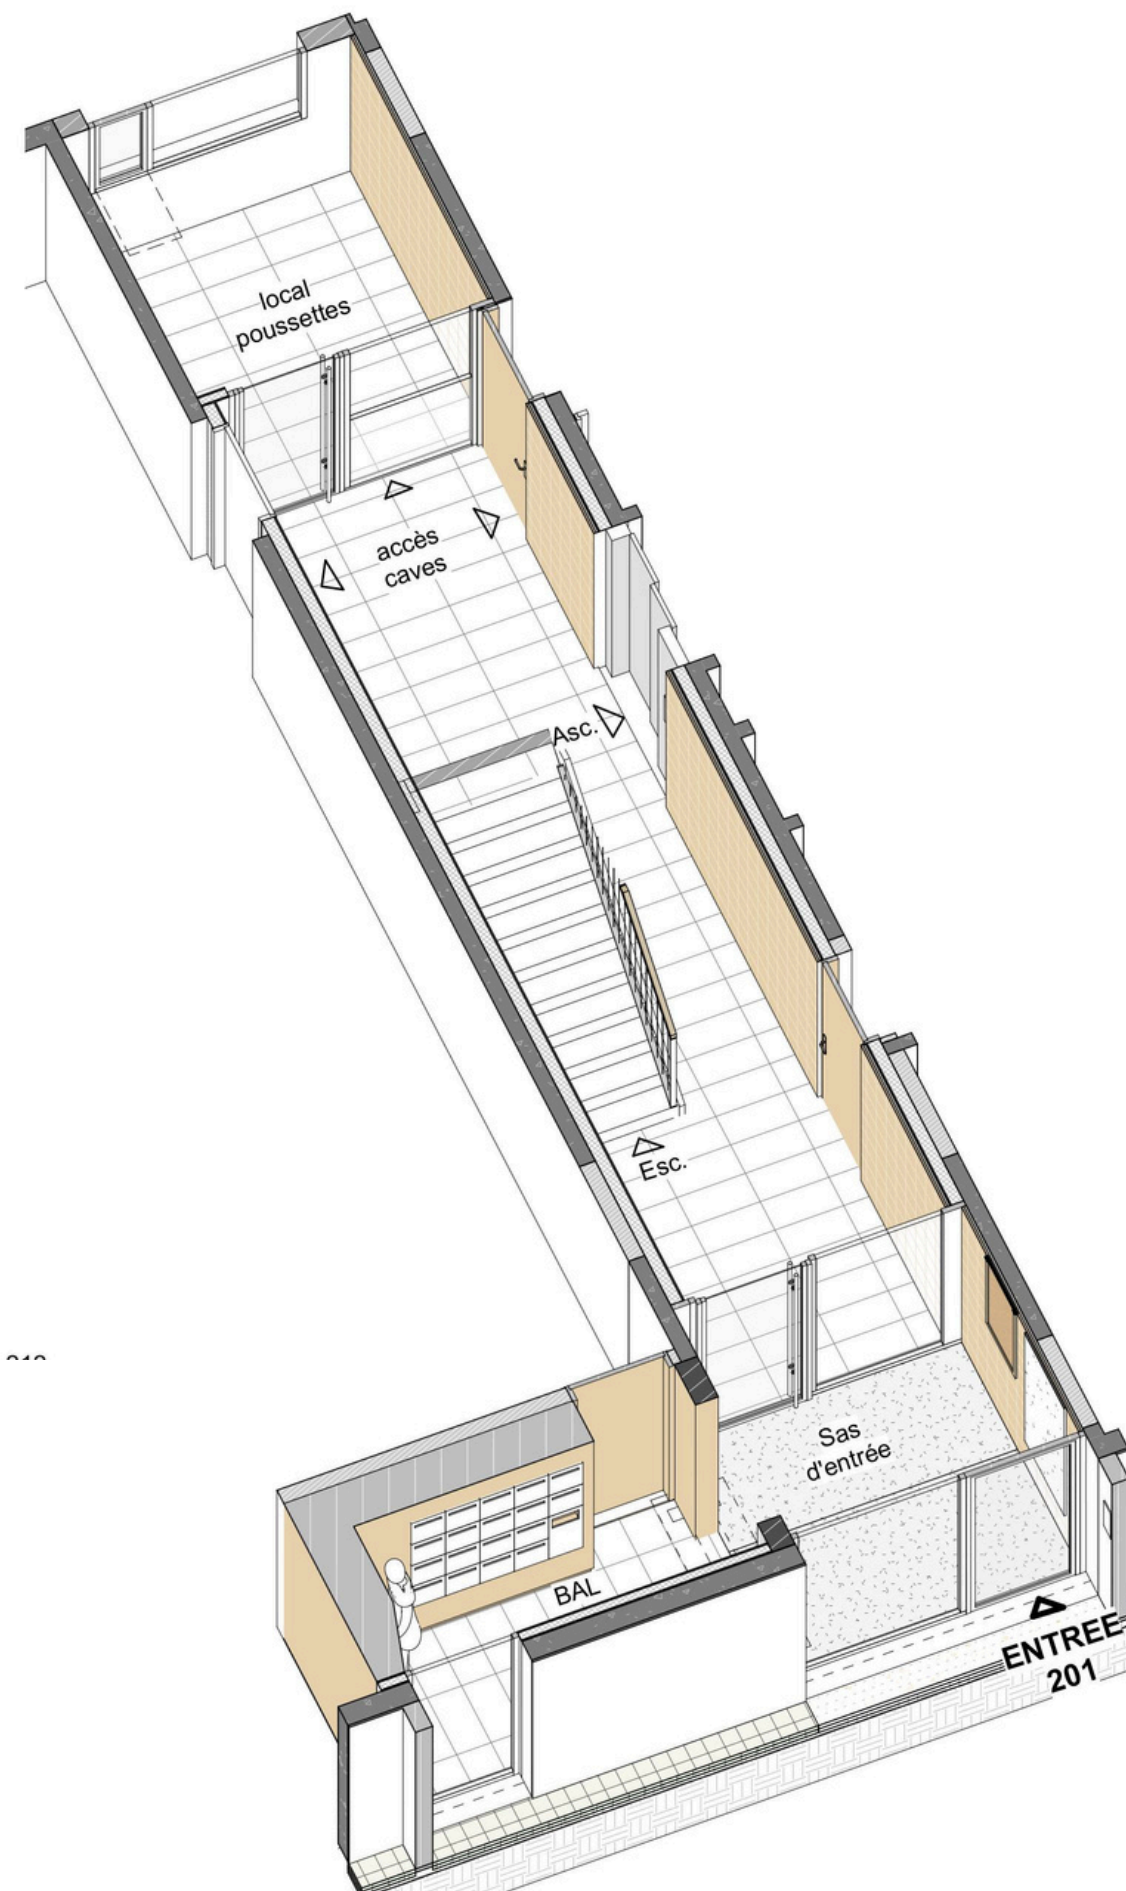 local
poussettes
accès
caves
Asc.
Esc.
Sas
d'entrée
BAL
ENTREE
201